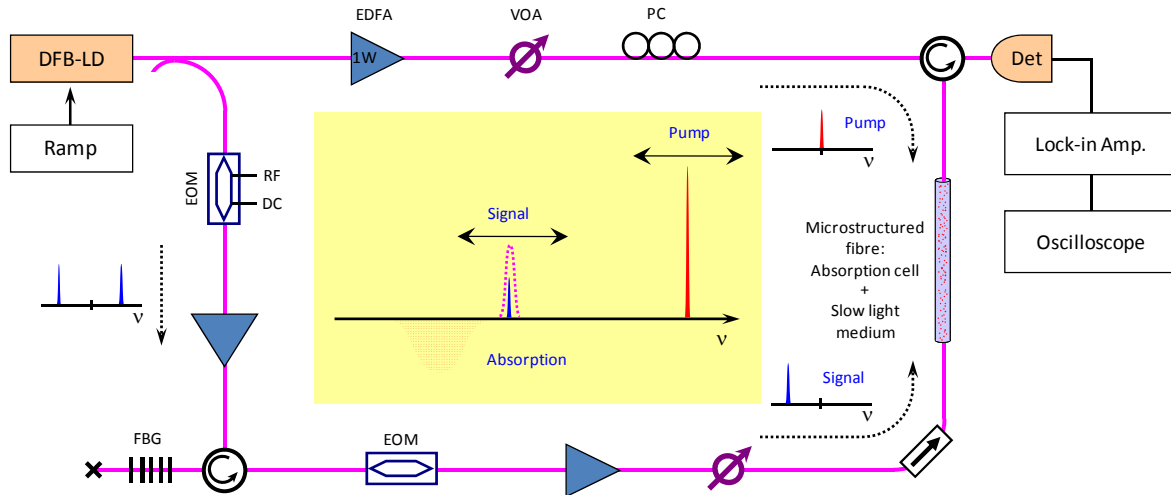 EDFA
VOA
PC
DFB-LD
1W
Det
Ramp
Pump
ν
Lock-in Amp.
EOM
RF
DC
Pump
Signal
Oscilloscope
Microstructured
fibre:
Absorption cell
+
Slow light
medium
ν
ν
Absorption
Signal
ν
FBG
EOM